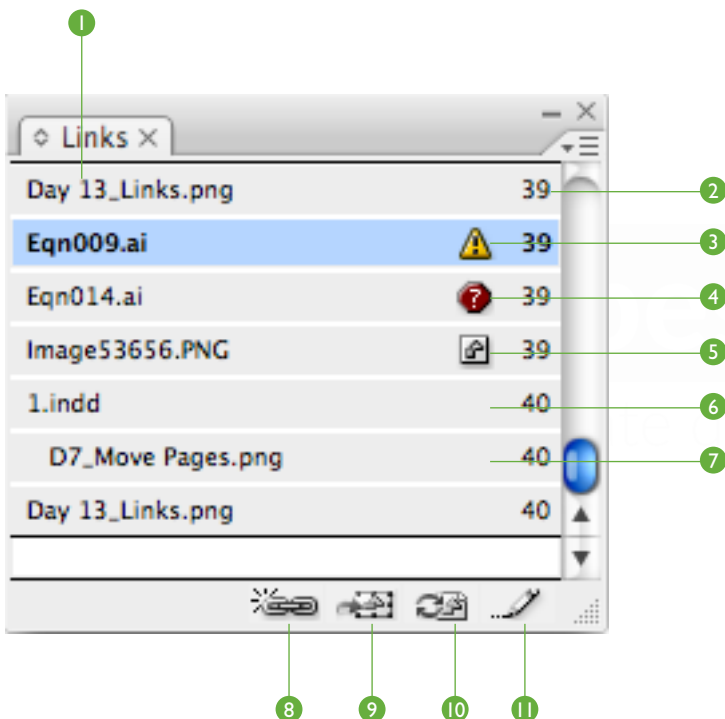 1
Links
Day 13_Links.png 39 2
Eqn009.ai 39 3
Eqn014.ai 39 4
Image53656.PNG 39 5
1.indd 40 6
D7_Move Pages.png 40 7
Day 13_Links.png 40
8 9 10 11